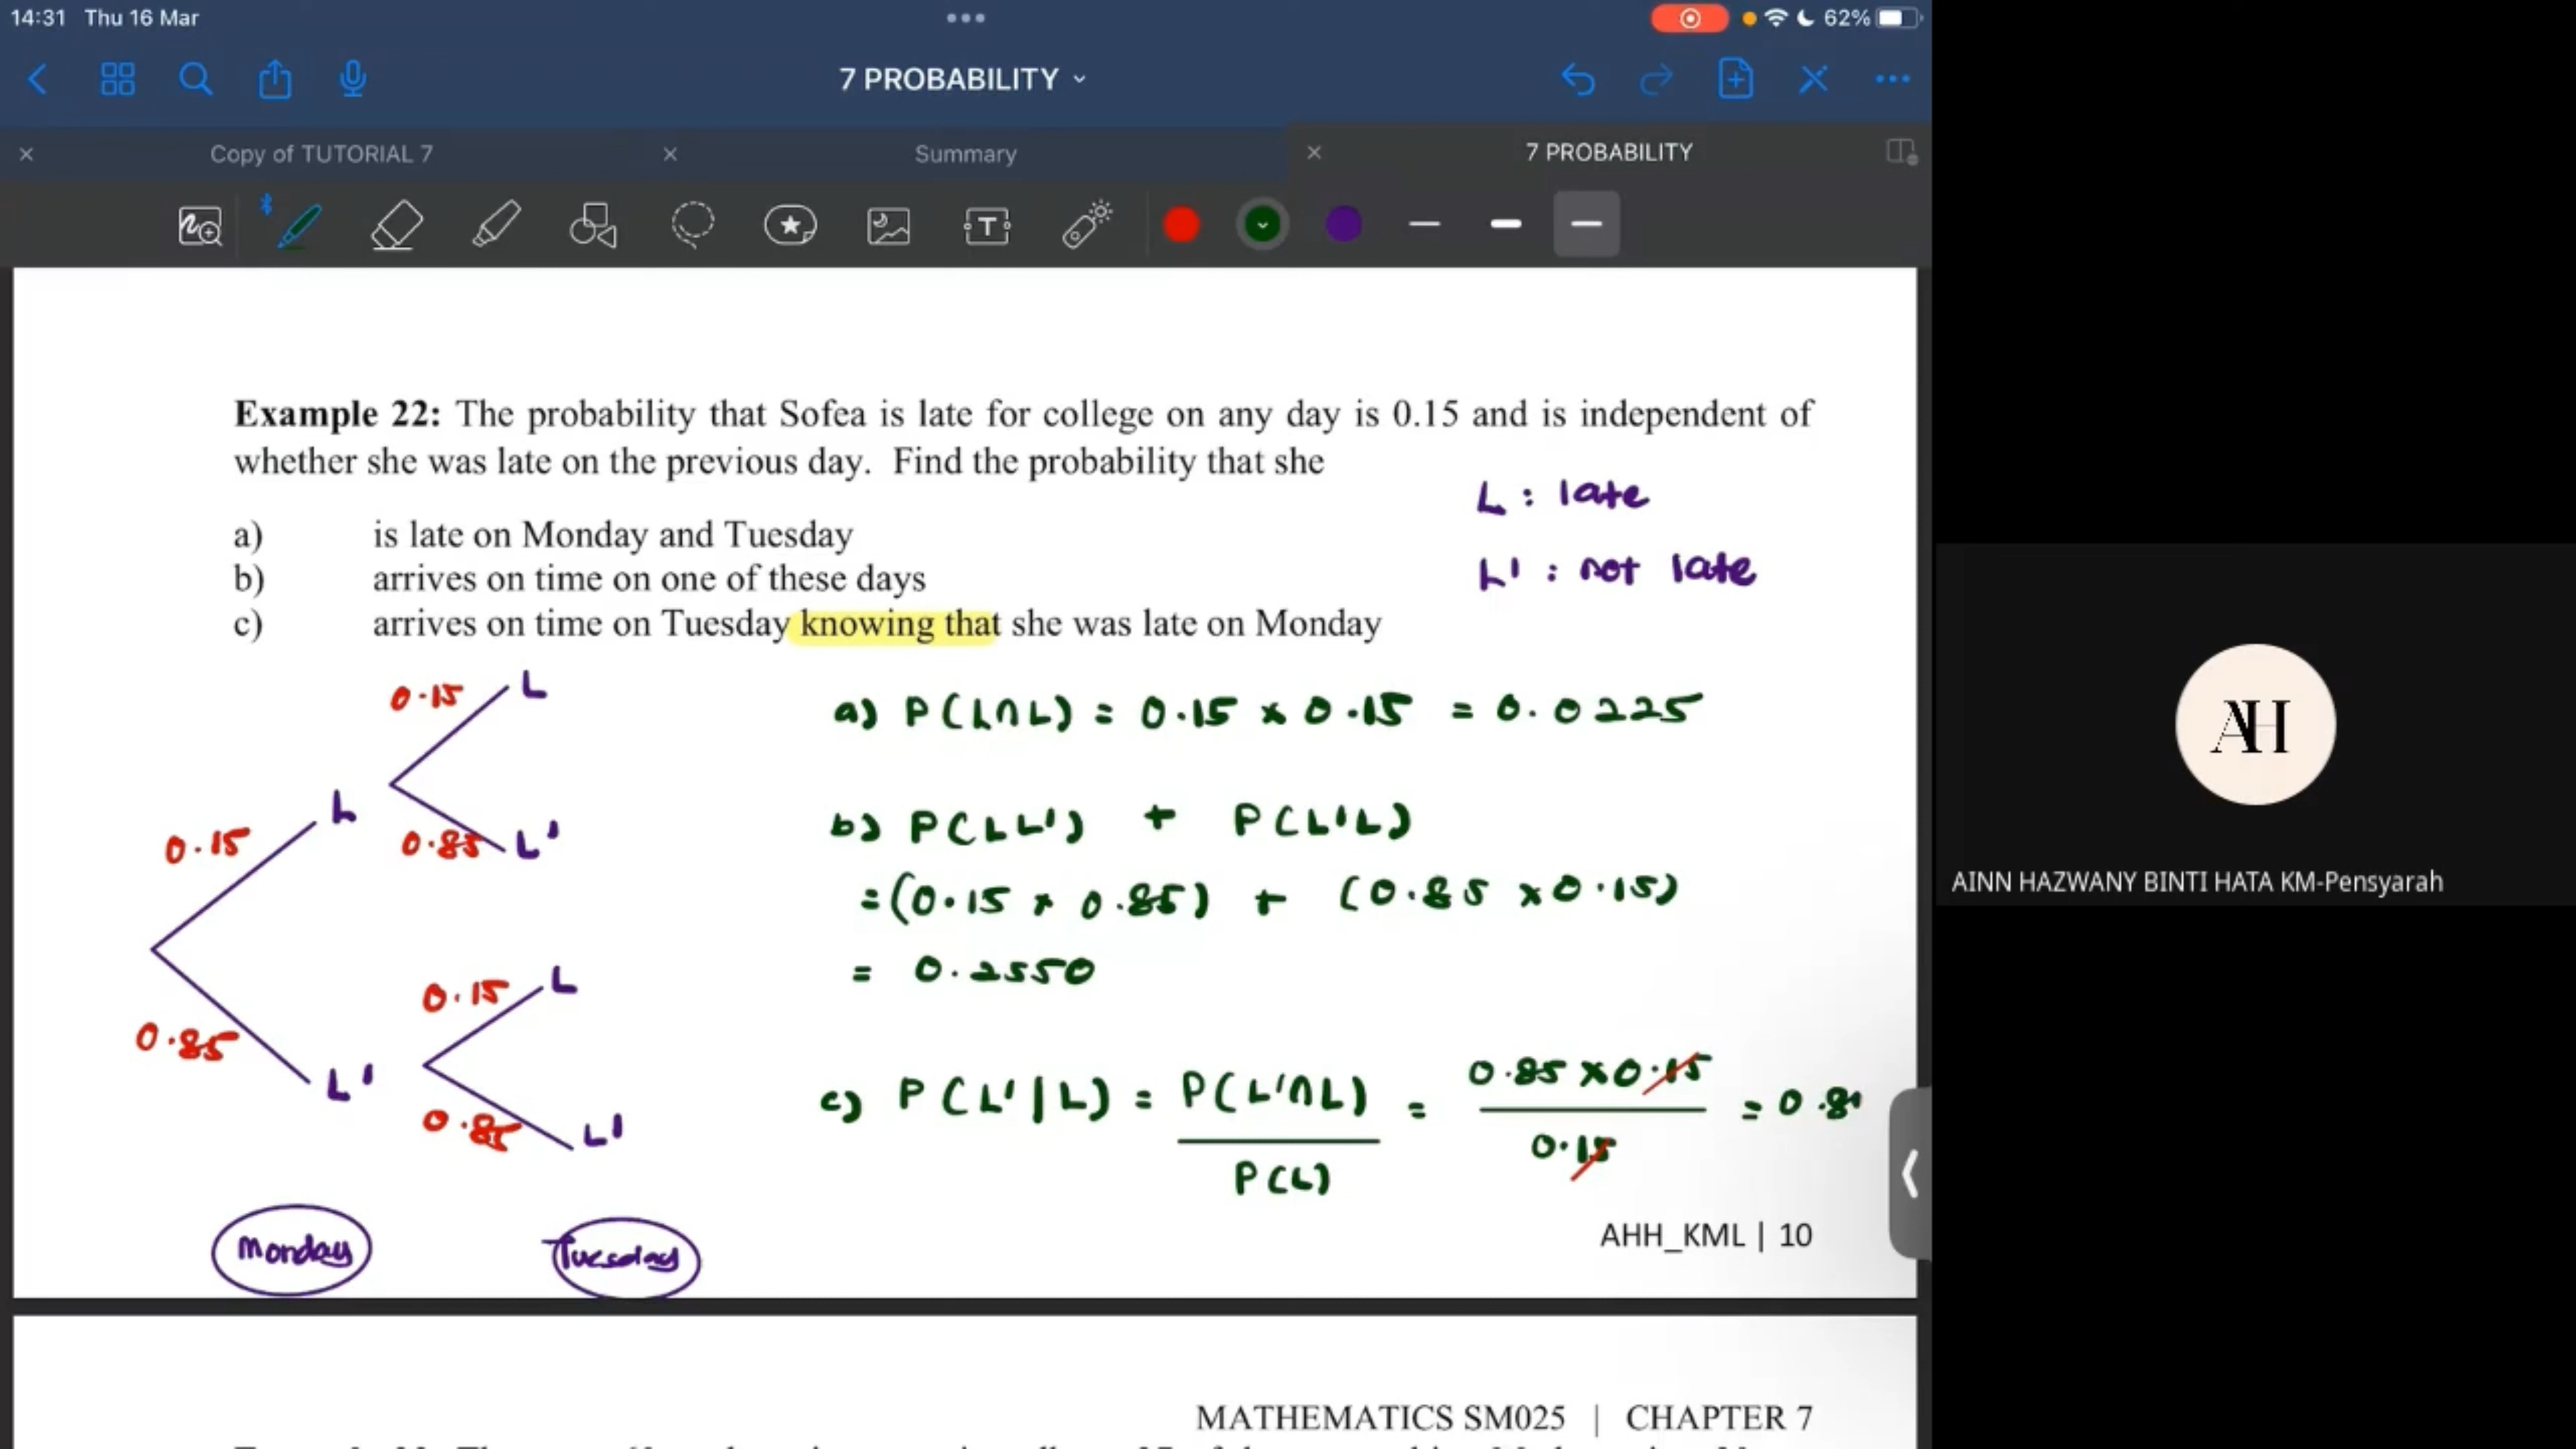 14:31 Thu 16 Mar
62%
7 PROBABILITY
Copy of TUTORIAL 7
Summary
7 PROBABILITY
Example 22: The probability that Sofea is late for college on any day is 0.15 and is independent of
whether she was late on the previous day. Find the probability that she
L : late
a) is late on Monday and Tuesday
L' : not late
b) arrives on time on one of these days
c) arrives on time on Tuesday knowing that she was late on Monday
0.15 L
a) P(L∩L) = 0.15 × 0.15 = 0.0225
0.15 L
0.85 L'
b) P(LL') + P(L'L)
=(0.15 × 0.85) + (0.85 × 0.15)
= 0.2550
0.15 L
0.85 L'
0.85 L'
c) P(L'|L) = P(L'∩L) / P(L) = 0.85 × 0.15 / 0.15 = 0.8
Monday Tuesday
AHH_KML | 10
MATHEMATICS SM025 | CHAPTER 7
AH
AINN HAZWANY BINTI HATA KM-Pensyarah